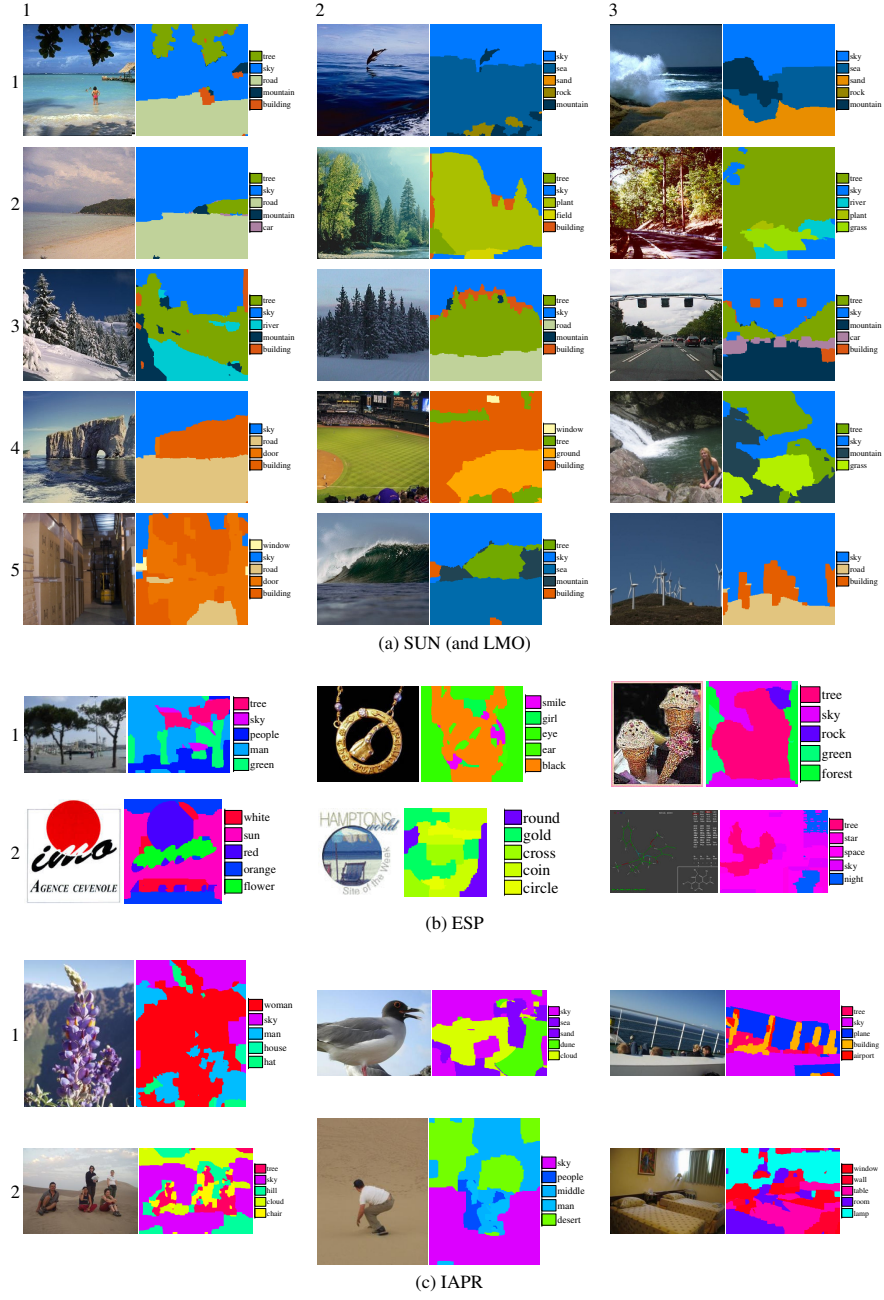 1 2 3
1
tree
sky
road
mountain
building
sky
sea
sand
rock
mountain
sky
sea
sand
rock
mountain
2
tree
sky
road
mountain
car
tree
sky
plant
field
building
tree
sky
river
plant
grass
3
tree
sky
river
mountain
building
tree
sky
road
mountain
building
tree
sky
mountain
car
building
4
sky
road
door
building
window
tree
ground
building
tree
sky
mountain
grass
5
window
sky
road
door
building
tree
sky
sea
mountain
building
sky
road
building
(a) SUN (and LMO)
1
tree
sky
people
man
green
smile
girl
eye
ear
black
tree
sky
rock
green
forest
2
imo
AGENCE CEVENOLE
white
sun
red
orange
flower
HAMPTONS
world
Site of the Week
round
gold
cross
coin
circle
tree
star
space
sky
night
(b) ESP
1
woman
sky
man
house
hat
sky
sea
sand
dune
cloud
tree
sky
plane
building
airport
2
tree
sky
hill
cloud
chair
sky
people
middle
man
desert
window
wall
table
room
lamp
(c) IAPR